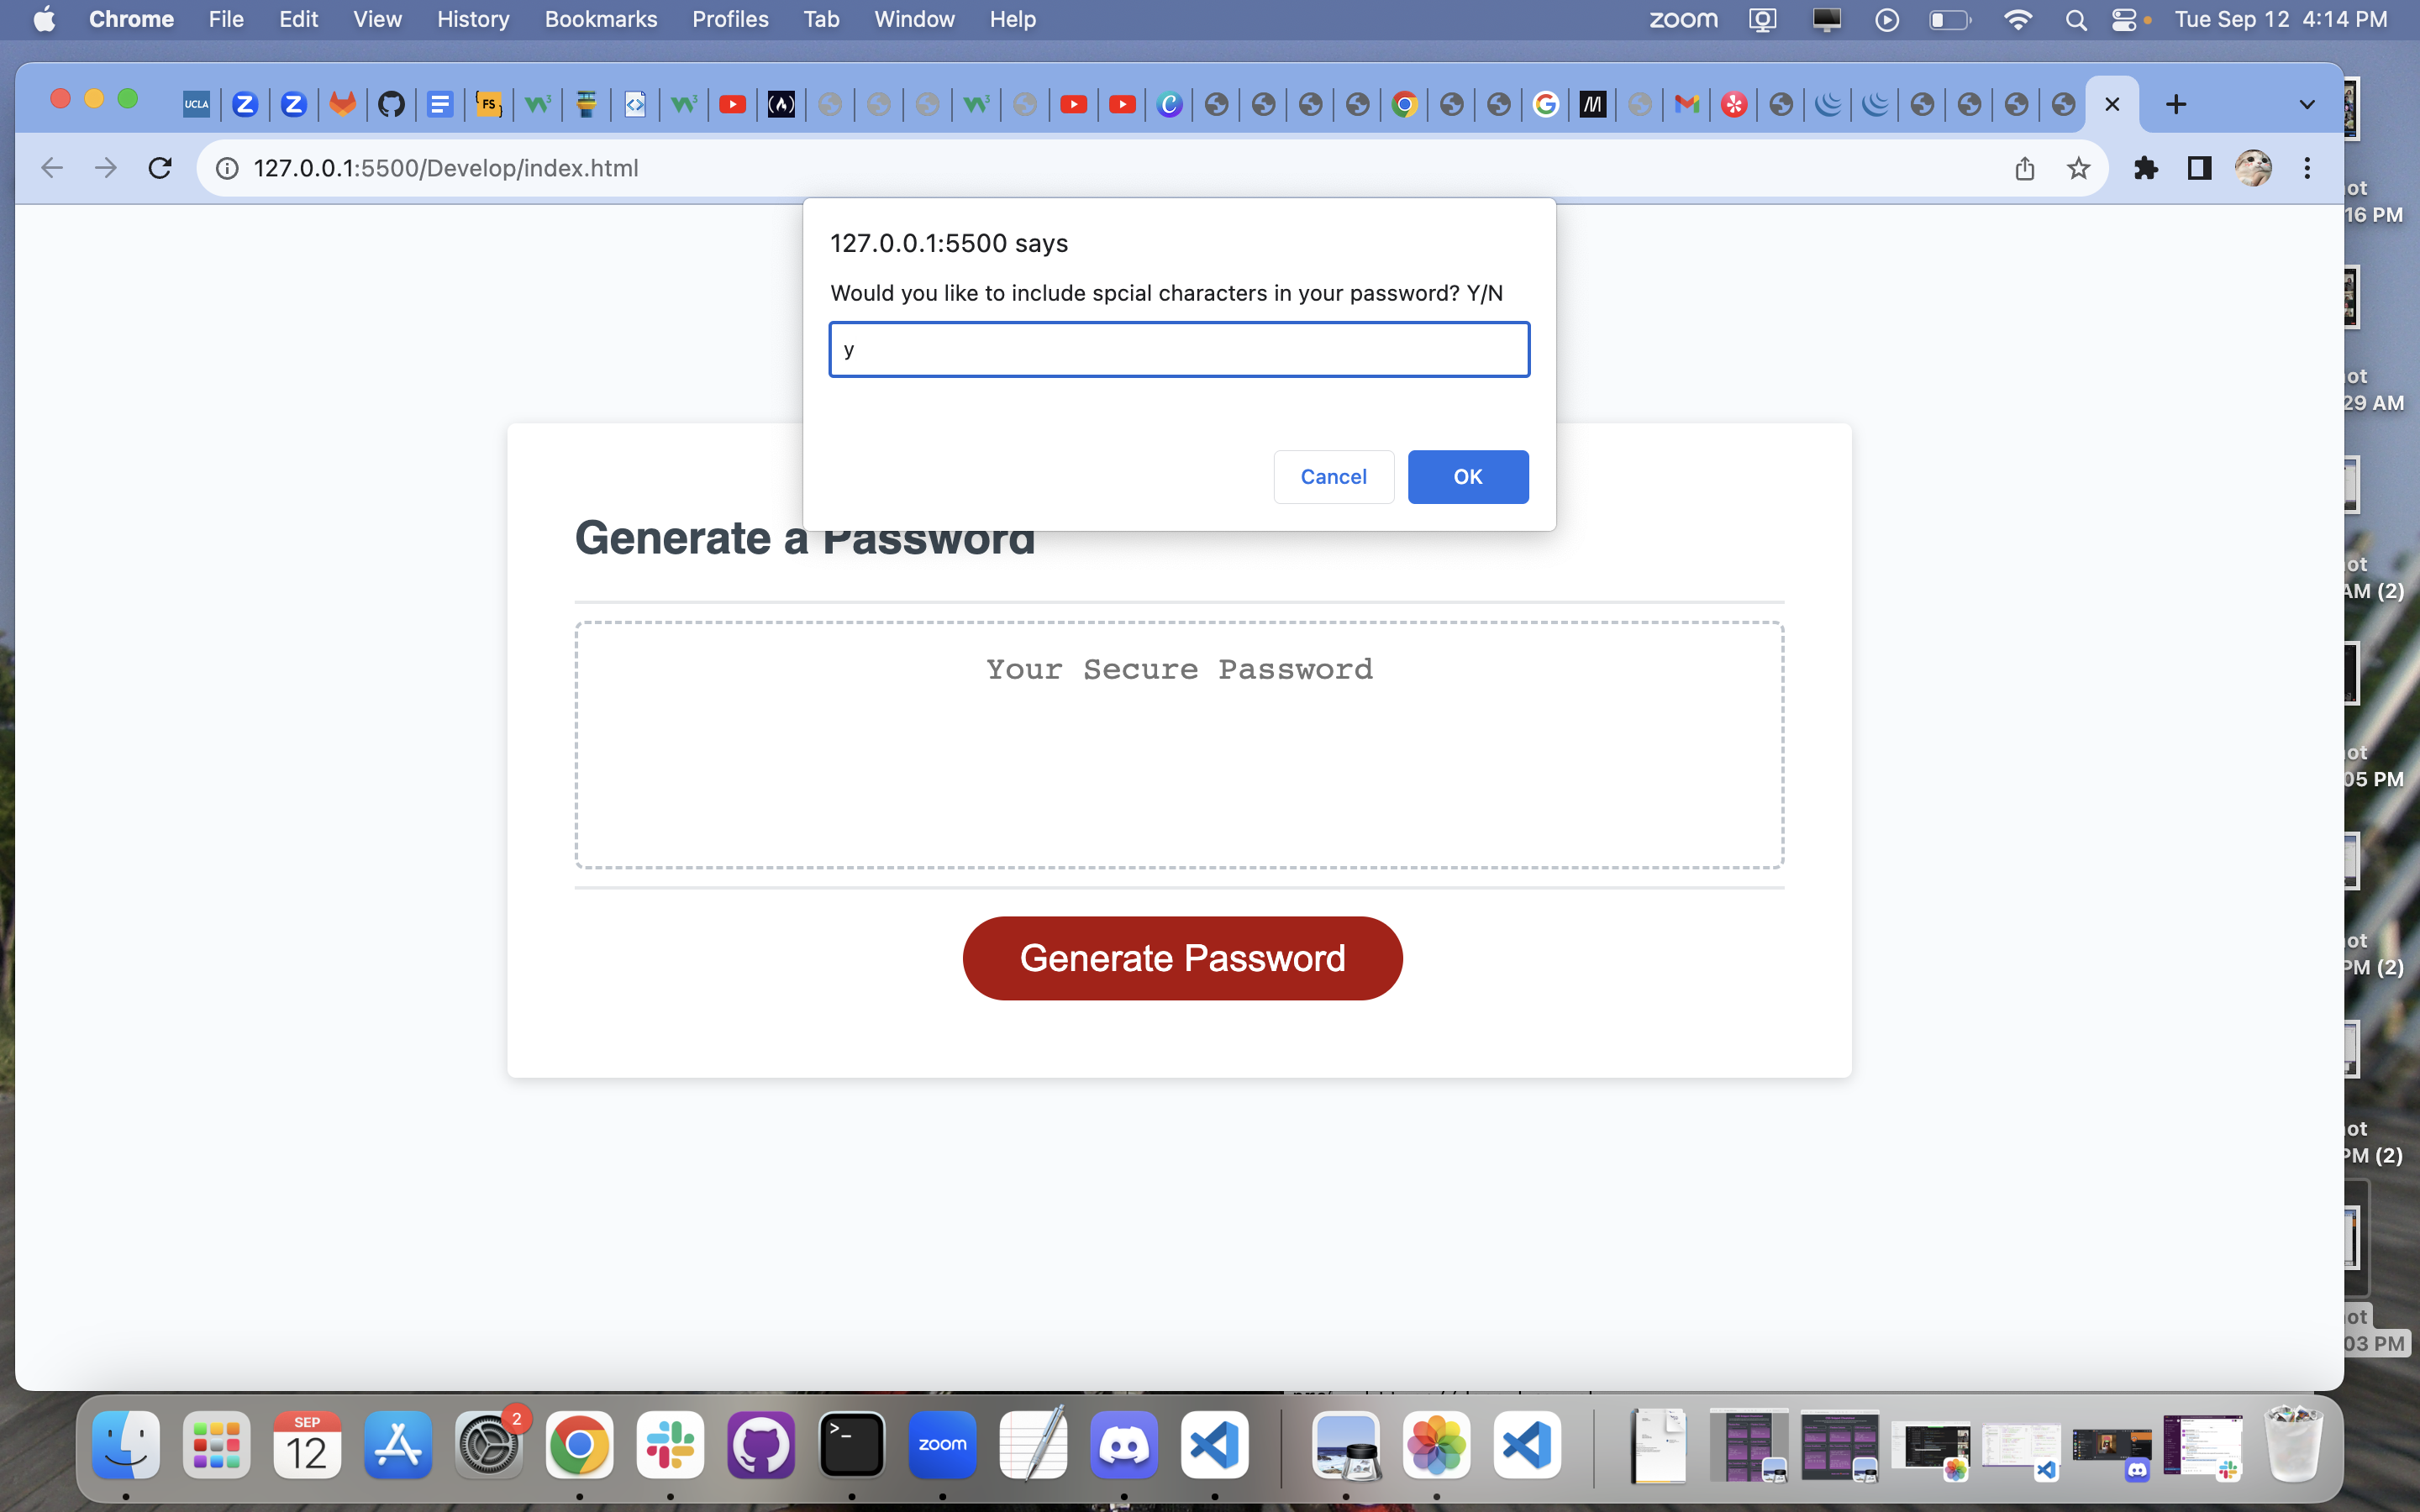 Chrome File Edit View History Bookmarks Profiles Tab Window Help
zoom Tue Sep 12 4:14 PM
UCLA Z Z FS W3 W3 W3 G M
127.0.0.1:5500/Develop/index.html
127.0.0.1:5500 says
Would you like to include spcial characters in your password? Y/N
y
Cancel OK
Generate a Password
Your Secure Password
Generate Password
ot
16 PM
ot
29 AM
ot
AM (2)
ot
05 PM
ot
PM (2)
ot
PM (2)
ot
03 PM
SEP
12
2
>_
zoom